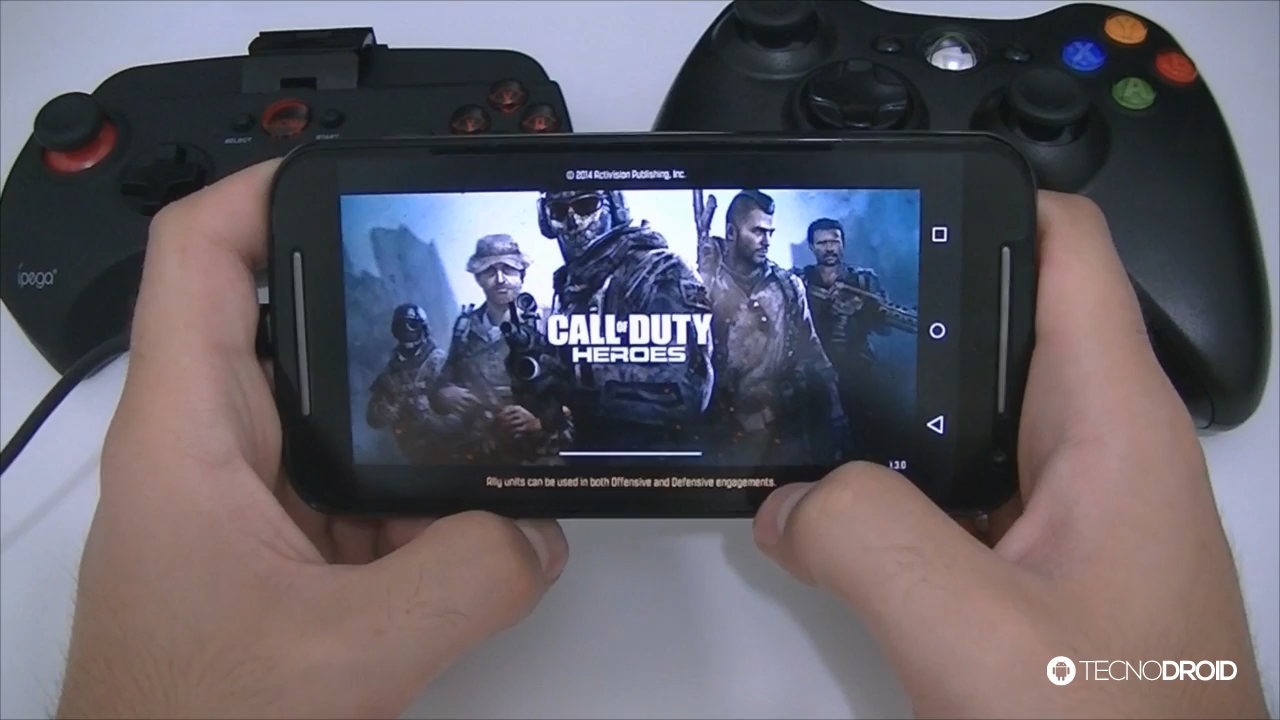 SELECT
START
Y
X
A
ípega®
© 2014 Activision Publishing, Inc.
CALL OF DUTY
HEROES
1.3.0
Ally units can be used in both Offensive and Defensive engagements.
TECNODROID